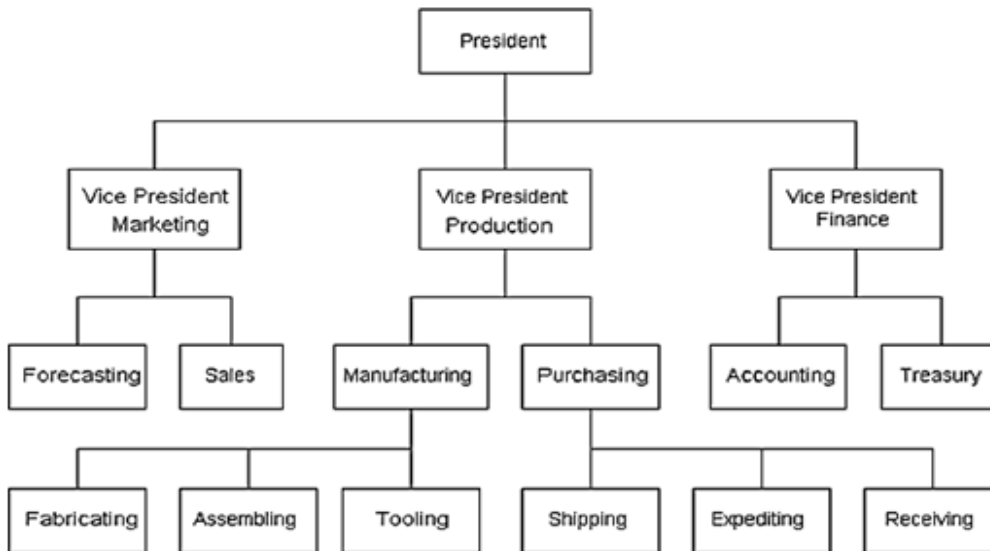 President
Vice President
Marketing
Vice President
Production
Vice President
Finance
Forecasting
Sales
Manufacturing
Purchasing
Accounting
Treasury
Fabricating
Assembling
Tooling
Shipping
Expediting
Receiving